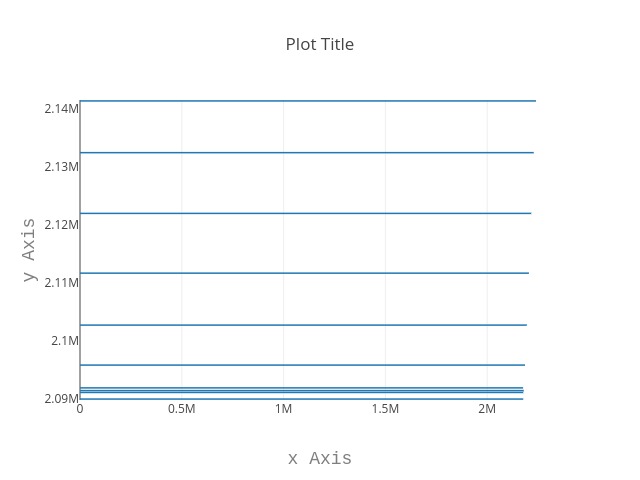 Plot Title
2.14M
2.13M
2.12M
2.11M
2.1M
2.09M
0 0.5M 1M 1.5M 2M
y Axis
x Axis